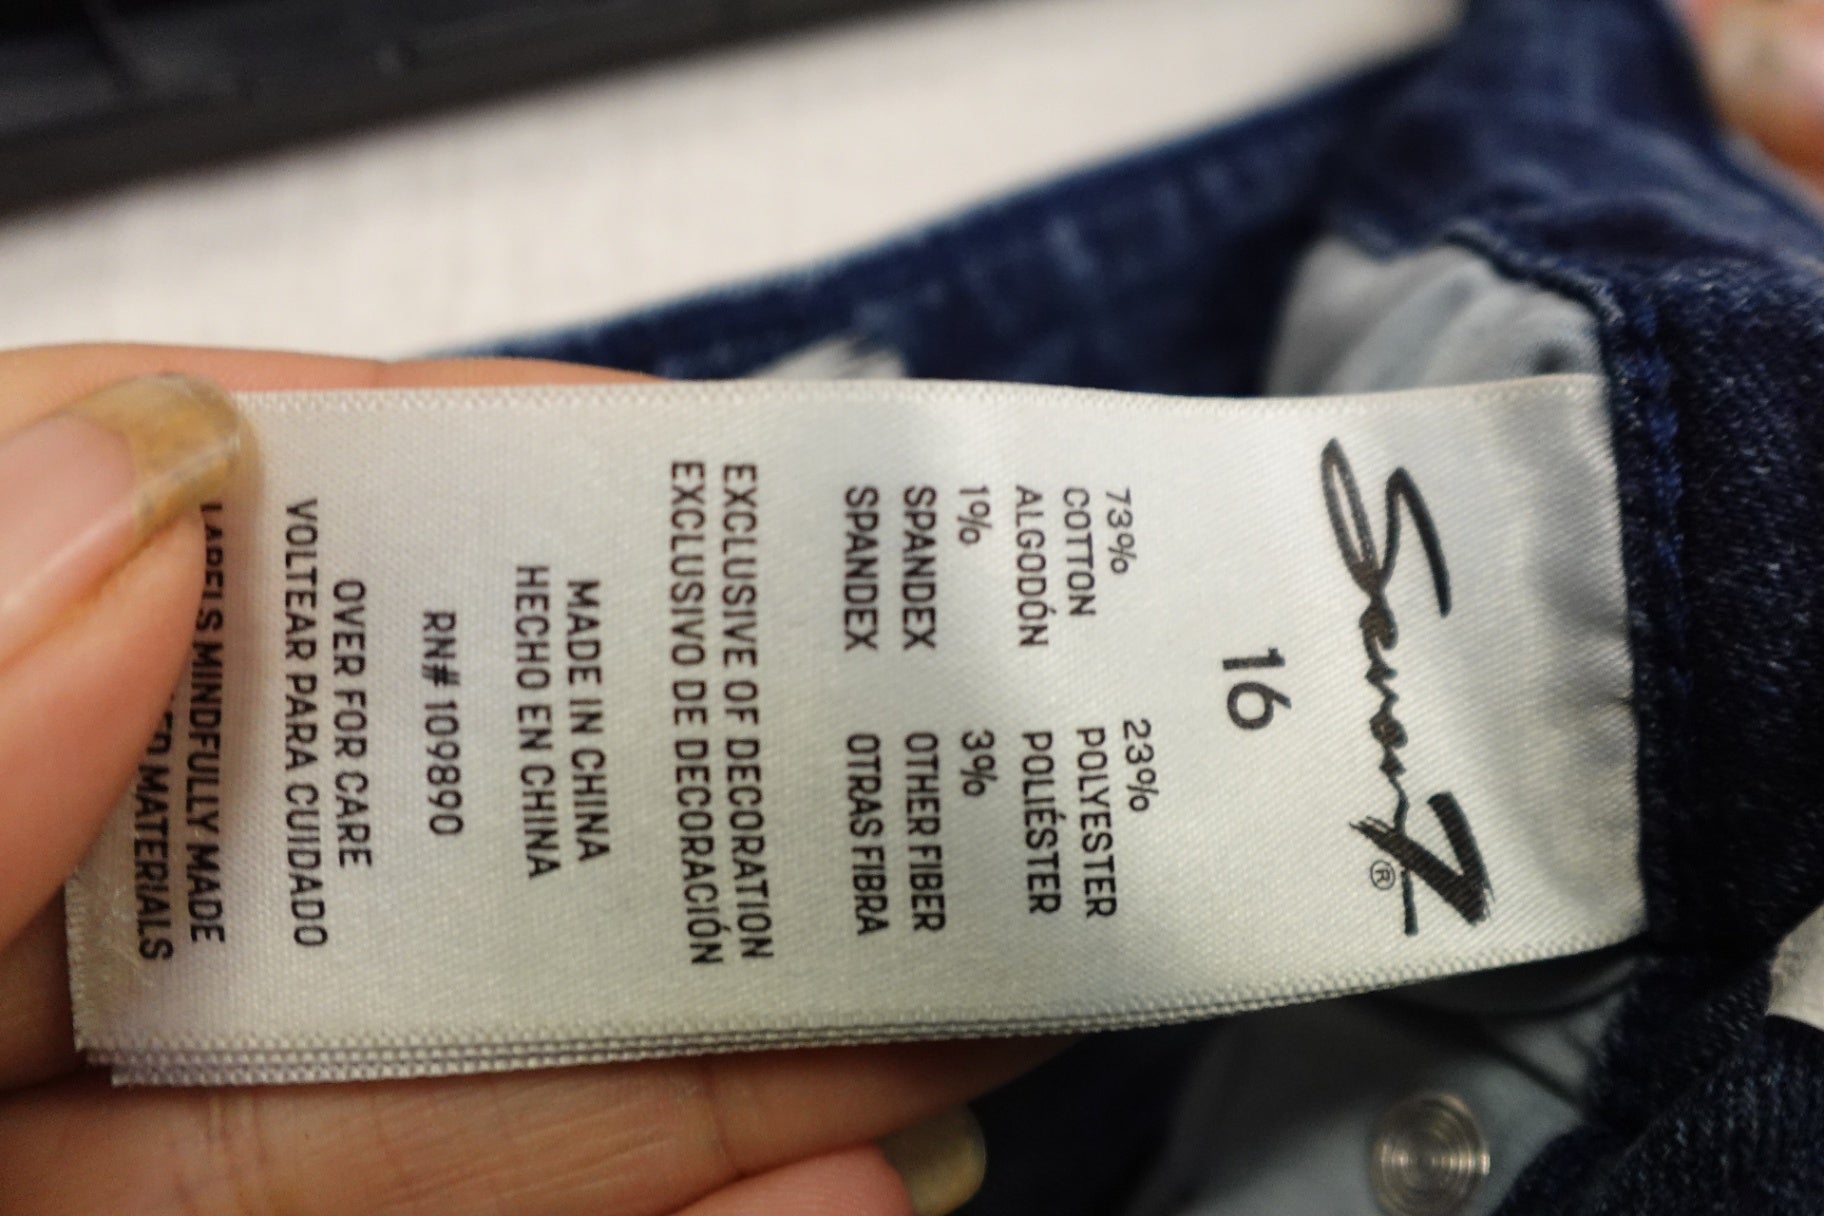 Seven7®
16
73% 23%
COTTON POLYESTER
ALGODÓN POLIÉSTER
1% 3%
SPANDEX OTHER FIBER
SPANDEX OTRAS FIBRA
EXCLUSIVE OF DECORATION
EXCLUSIVO DE DECORACIÓN
MADE IN CHINA
HECHO EN CHINA
RN# 109890
OVER FOR CARE
VOLTEAR PARA CUIDADO
LABELS MINDFULLY MADE
MATERIALS